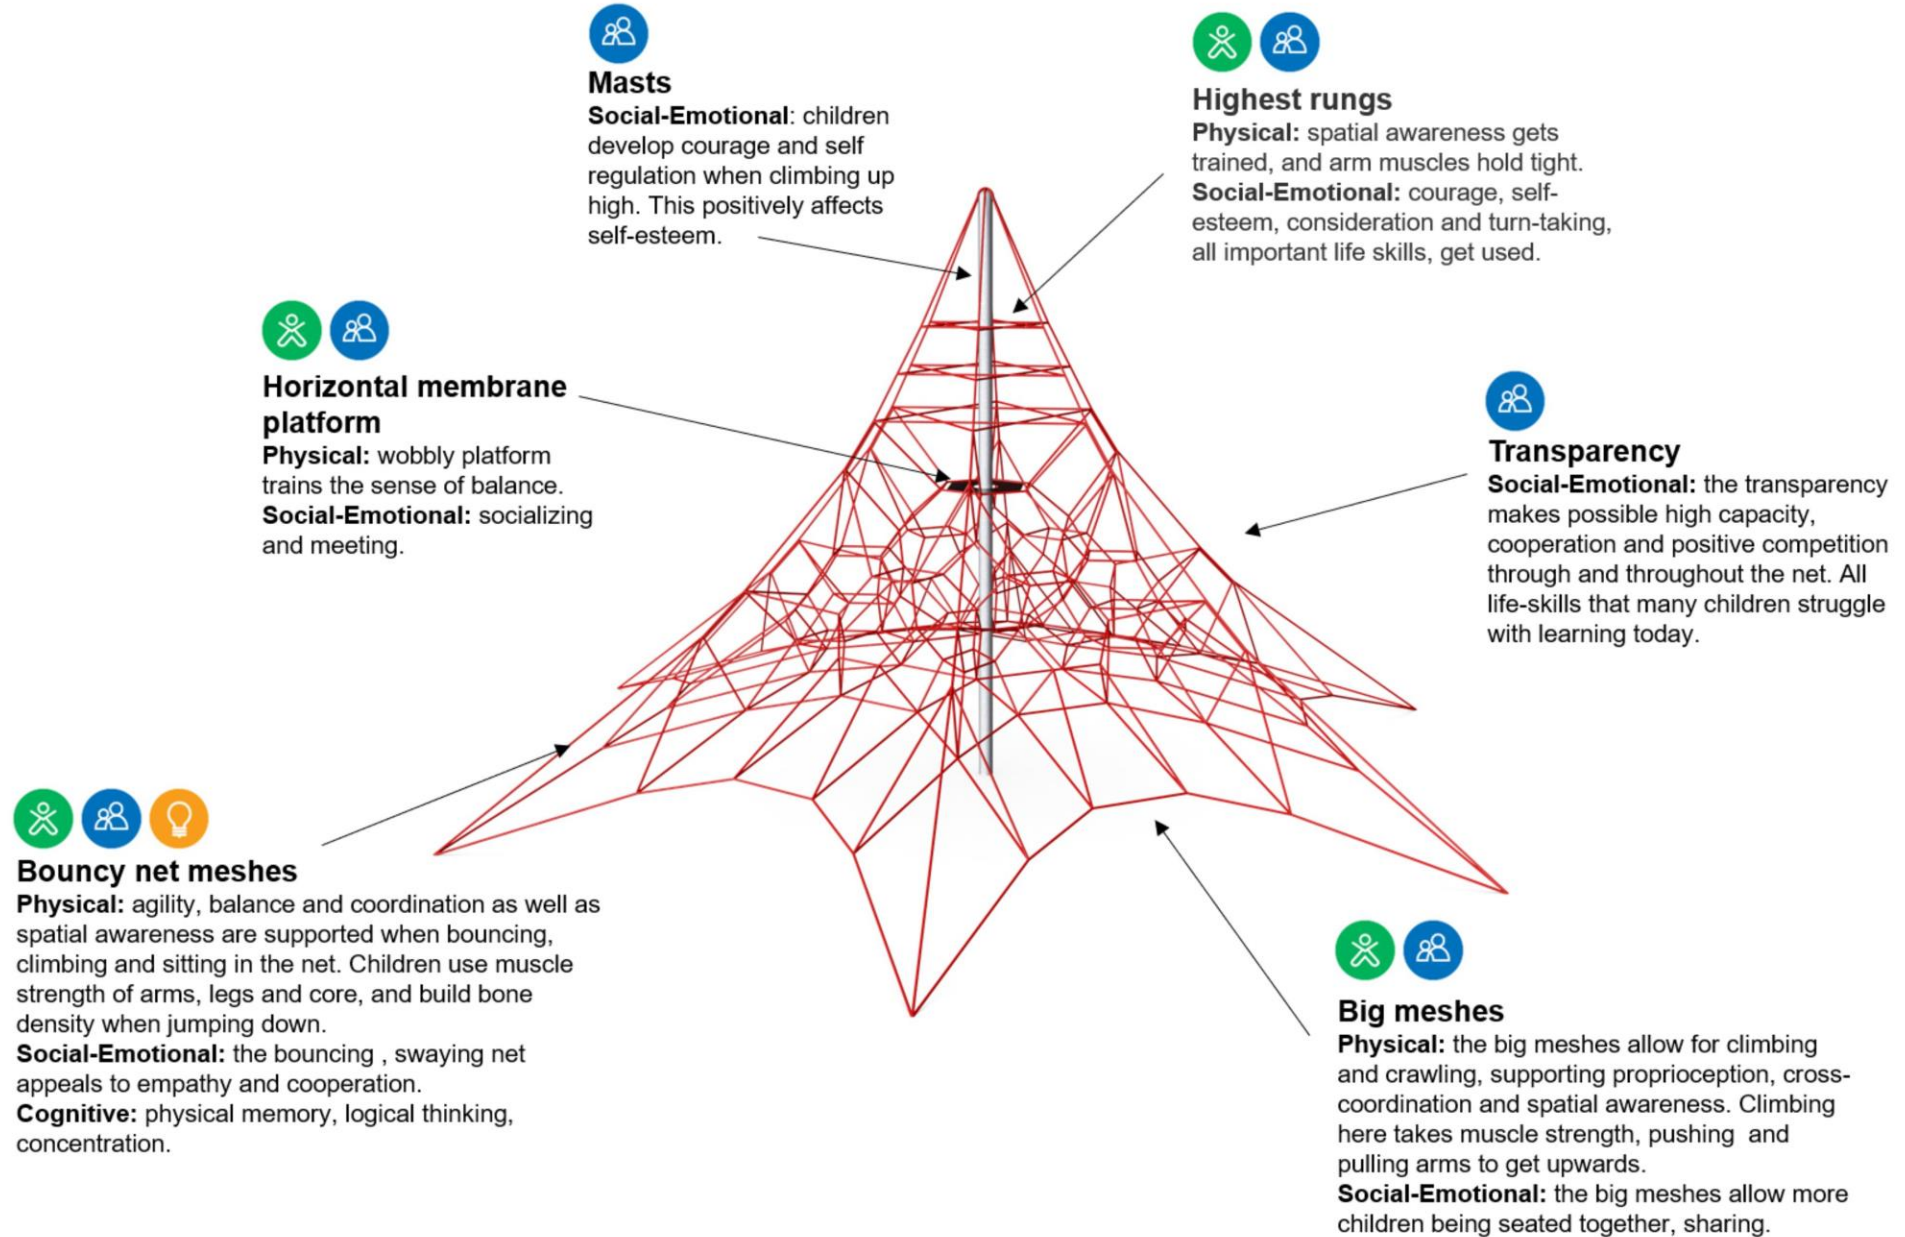 Masts
Social-Emotional: children
develop courage and self
regulation when climbing up
high. This positively affects
self-esteem.
Highest rungs
Physical: spatial awareness gets
trained, and arm muscles hold tight.
Social-Emotional: courage, self-
esteem, consideration and turn-taking,
all important life skills, get used.
Horizontal membrane
platform
Physical: wobbly platform
trains the sense of balance.
Social-Emotional: socializing
and meeting.
Transparency
Social-Emotional: the transparency
makes possible high capacity,
cooperation and positive competition
through and throughout the net. All
life-skills that many children struggle
with learning today.
Bouncy net meshes
Physical: agility, balance and coordination as well as
spatial awareness are supported when bouncing,
climbing and sitting in the net. Children use muscle
strength of arms, legs and core, and build bone
density when jumping down.
Social-Emotional: the bouncing , swaying net
appeals to empathy and cooperation.
Cognitive: physical memory, logical thinking,
concentration.
Big meshes
Physical: the big meshes allow for climbing
and crawling, supporting proprioception, cross-
coordination and spatial awareness. Climbing
here takes muscle strength, pushing  and
pulling arms to get upwards.
Social-Emotional: the big meshes allow more
children being seated together, sharing.